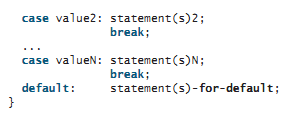 case value2: statement(s)2;
break;
...
case valueN: statement(s)N;
break;
default: statement(s)-for-default;
}